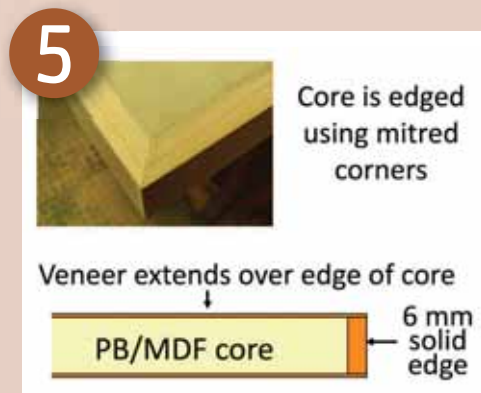 5
Core is edged
using mitred
corners
Veneer extends over edge of core
PB/MDF core
6 mm
solid
edge